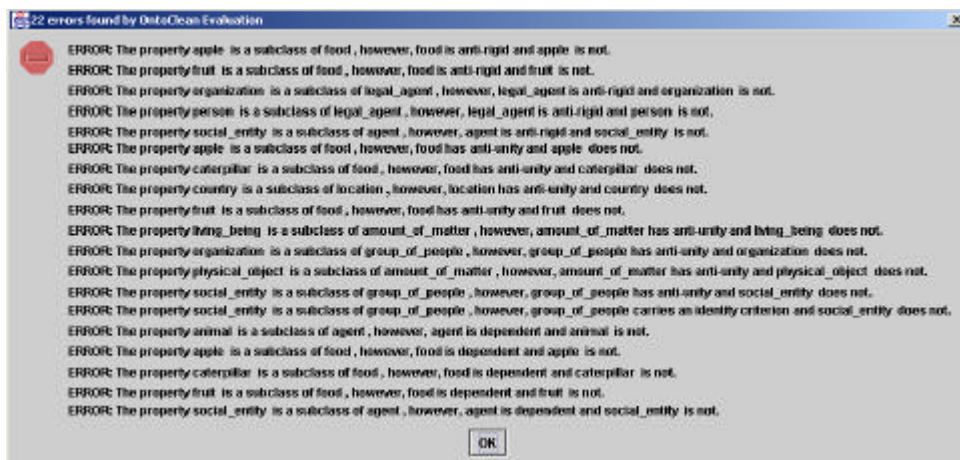 22 errors found by OntoClean Evaluation
ERROR: The property apple is a subclass of food , however, food is anti-rigid and apple is not.
ERROR: The property fruit is a subclass of food , however, food is anti-rigid and fruit is not.
ERROR: The property organization is a subclass of legal_agent , however, legal_agent is anti-rigid and organization is not.
ERROR: The property person is a subclass of legal_agent , however, legal_agent is anti-rigid and person is not.
ERROR: The property social_entity is a subclass of agent , however, agent is anti-rigid and social_entity is not.
ERROR: The property apple is a subclass of food , however, food has anti-unity and apple does not.
ERROR: The property caterpillar is a subclass of food , however, food has anti-unity and caterpillar does not.
ERROR: The property country is a subclass of location , however, location has anti-unity and country does not.
ERROR: The property fruit is a subclass of food , however, food has anti-unity and fruit does not.
ERROR: The property living_being is a subclass of amount_of_matter , however, amount_of_matter has anti-unity and living_being does not.
ERROR: The property organization is a subclass of group_of_people , however, group_of_people has anti-unity and organization does not.
ERROR: The property physical_object is a subclass of amount_of_matter , however, amount_of_matter has anti-unity and physical_object does not.
ERROR: The property social_entity is a subclass of group_of_people , however, group_of_people has anti-unity and social_entity does not.
ERROR: The property social_entity is a subclass of group_of_people , however, group_of_people carries an identity criterion and social_entity does not.
ERROR: The property animal is a subclass of agent , however, agent is dependent and animal is not.
ERROR: The property apple is a subclass of food , however, food is dependent and apple is not.
ERROR: The property caterpillar is a subclass of food , however, food is dependent and caterpillar is not.
ERROR: The property fruit is a subclass of food , however, food is dependent and fruit is not.
ERROR: The property social_entity is a subclass of agent , however, agent is dependent and social_entity is not.
OK